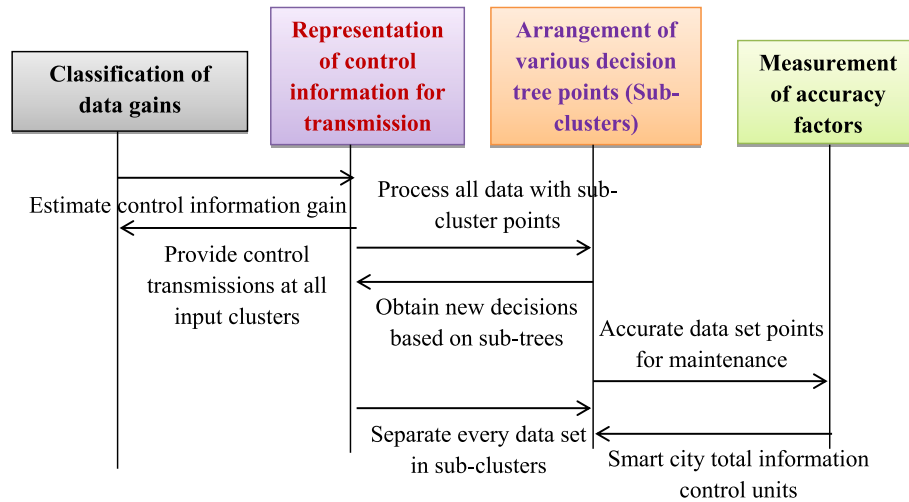 Classification of
data gains
Representation
of control
information for
transmission
Arrangement of
various decision
tree points (Sub-
clusters)
Measurement
of accuracy
factors
Estimate control information gain
Process all data with sub-
cluster points
Provide control
transmissions at all
input clusters
Obtain new decisions
based on sub-trees
Accurate data set points
for maintenance
Separate every data set
in sub-clusters
Smart city total information
control units